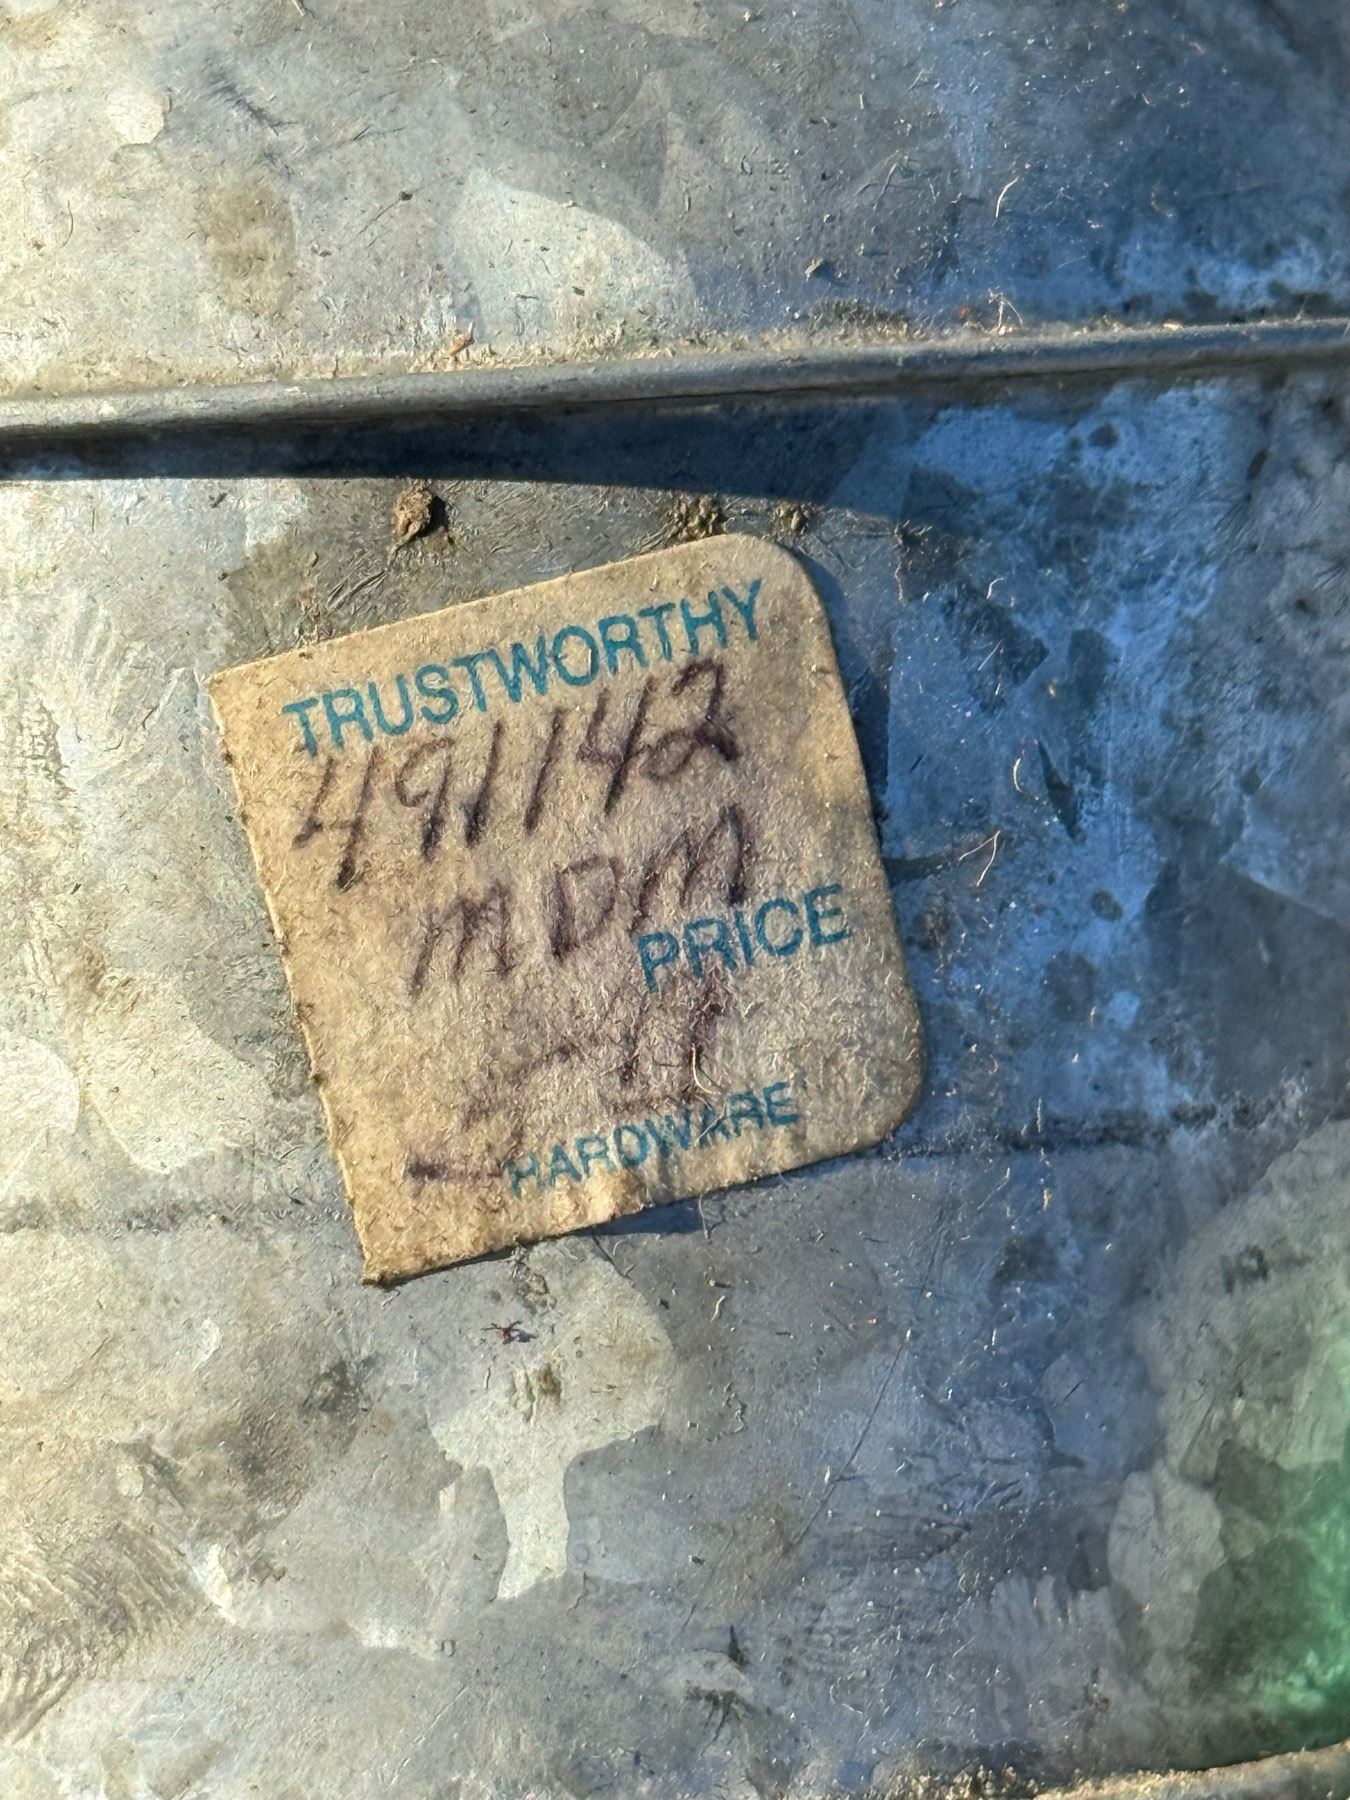 TRUSTWORTHY
491142
MDM
PRICE
HARDWARE